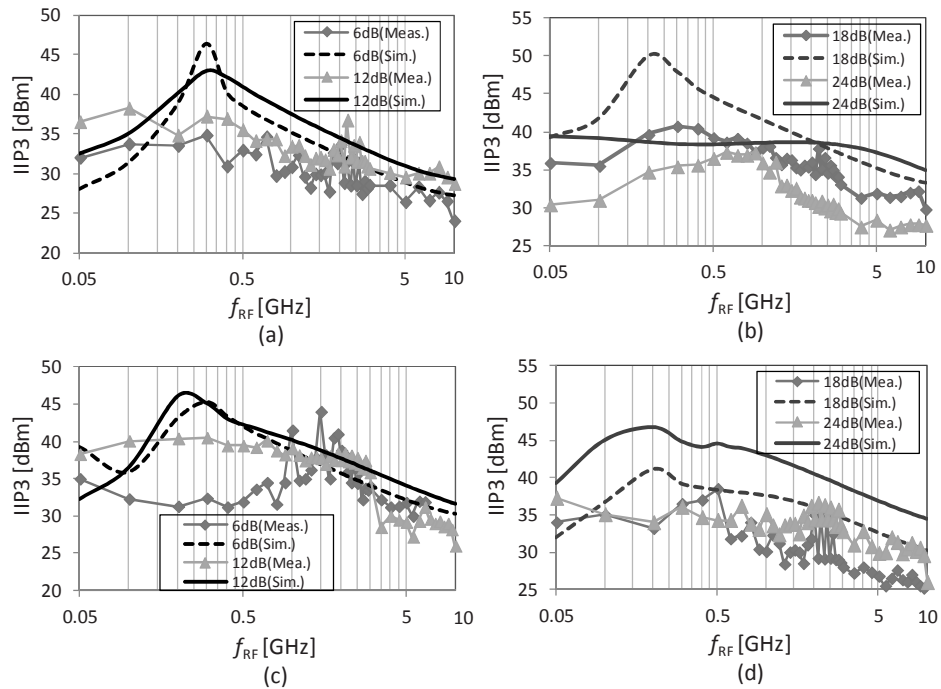 50
45
40
35
30
25
20
IIP3 [dBm]
6dB(Meas.)
6dB(Sim.)
12dB(Mea.)
12dB(Sim.)
0.05
0.5
5
10
fRF [GHz]
(a)
55
50
45
40
35
30
25
IIP3 [dBm]
18dB(Mea.)
18dB(Sim.)
24dB(Mea.)
24dB(Sim.)
0.05
0.5
5
10
fRF [GHz]
(b)
50
45
40
35
30
25
20
IIP3 [dBm]
6dB(Meas.)
6dB(Sim.)
12dB(Mea.)
12dB(Sim.)
0.05
0.5
5
10
fRF [GHz]
(c)
55
50
45
40
35
30
25
IIP3 [dBm]
18dB(Mea.)
18dB(Sim.)
24dB(Mea.)
24dB(Sim.)
0.05
0.5
5
10
fRF [GHz]
(d)